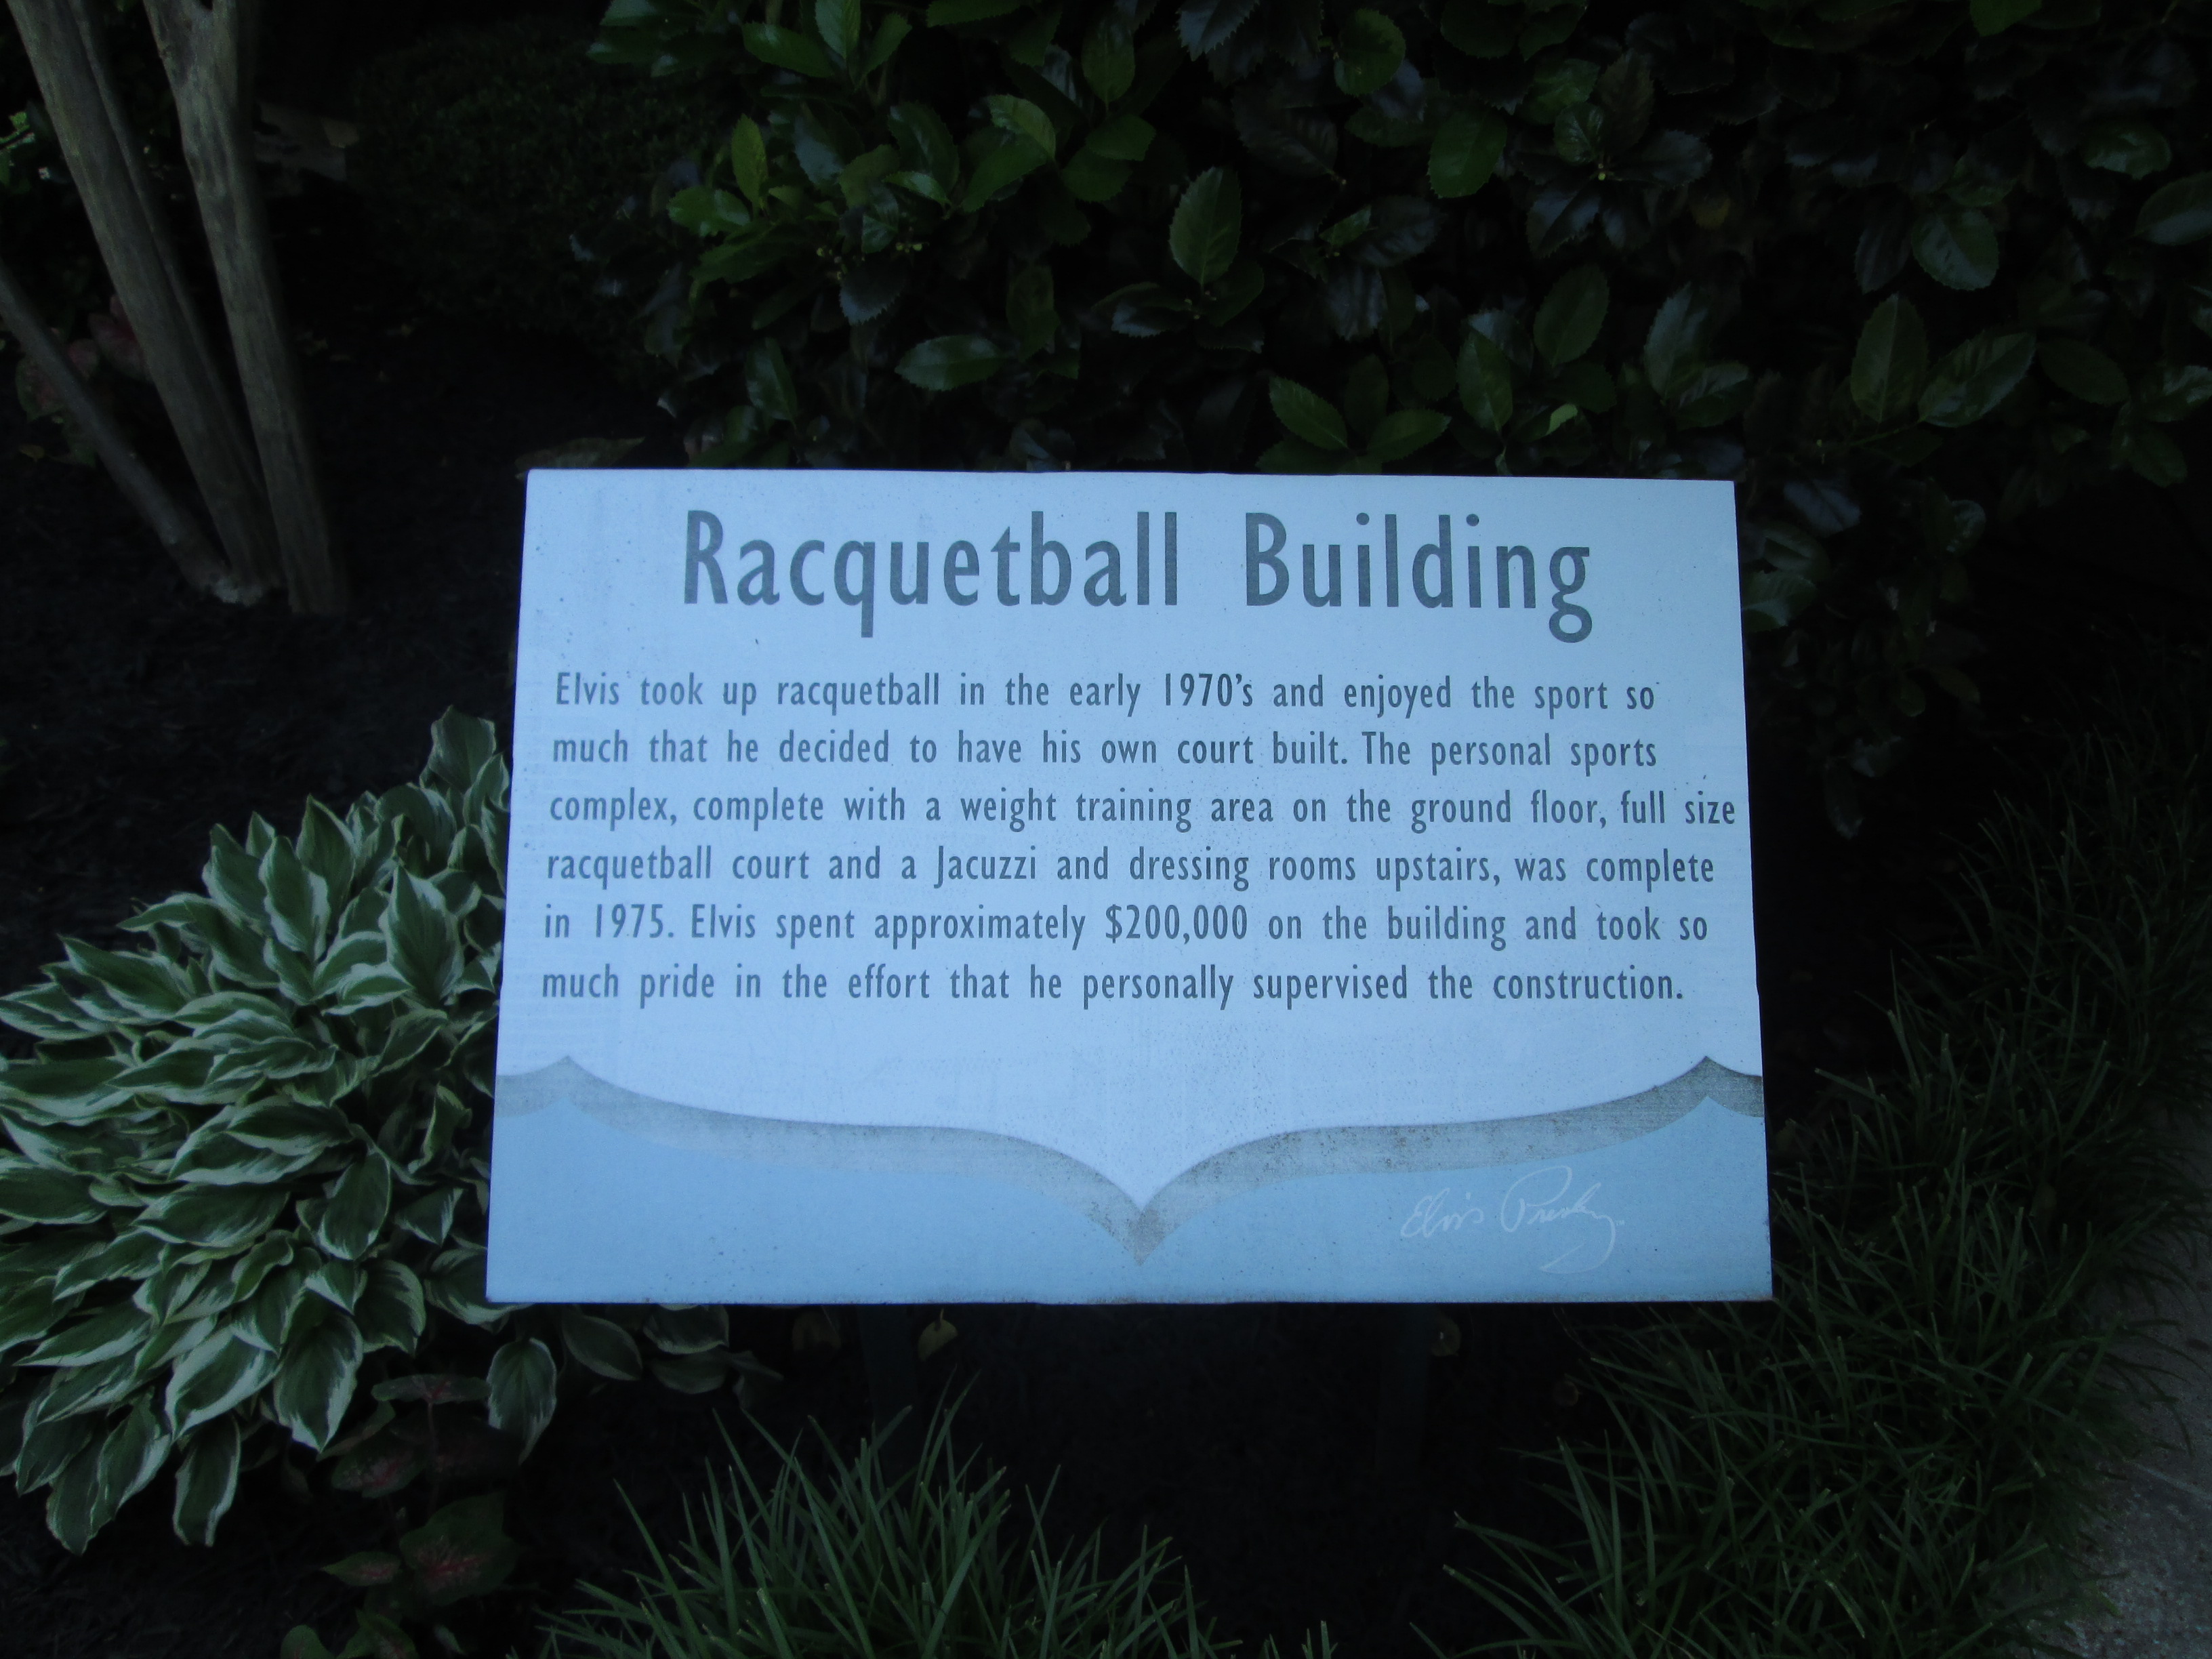 Racquetball Building
Elvis took up racquetball in the early 1970's and enjoyed the sport so
much that he decided to have his own court built. The personal sports
complex, complete with a weight training area on the ground floor, full size
racquetball court and a Jacuzzi and dressing rooms upstairs, was complete
in 1975. Elvis spent approximately $200,000 on the building and took so
much pride in the effort that he personally supervised the construction.
Elvis Presley